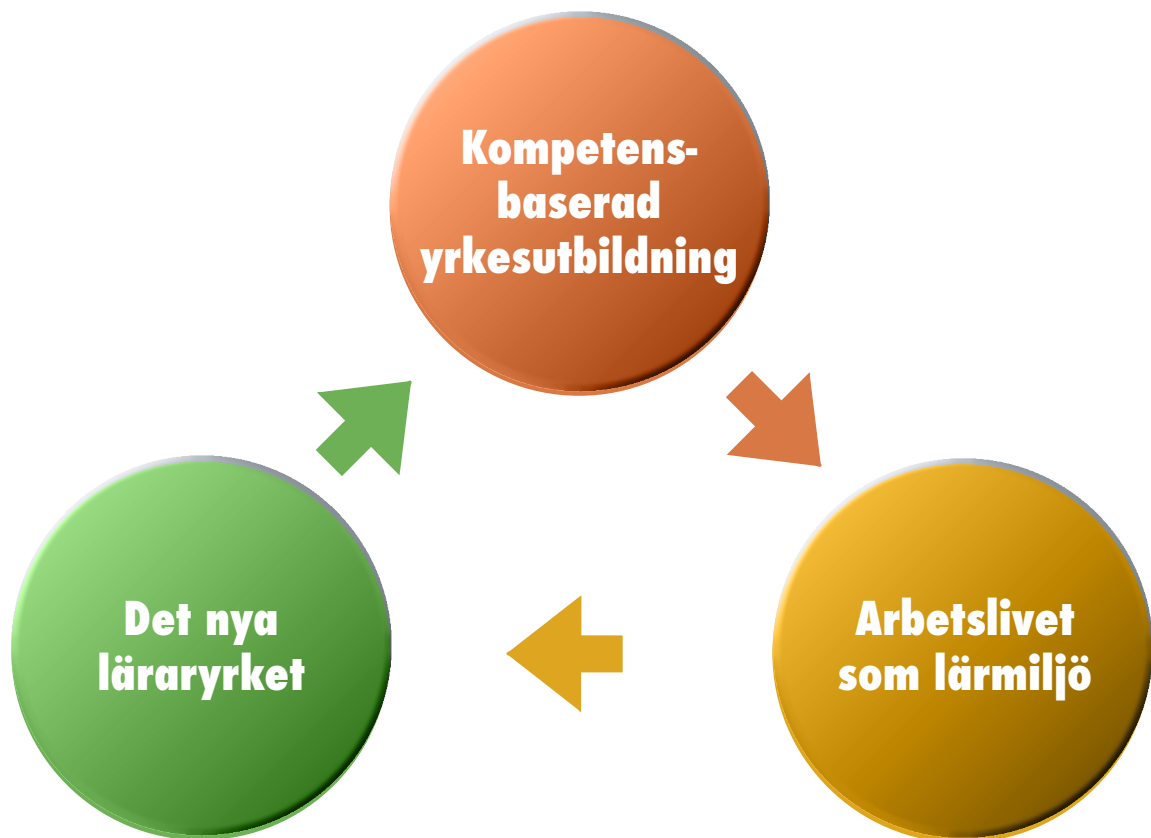 Kompetens-
baserad
yrkesutbildning
Det nya
läraryrket
Arbetslivet
som lärmiljö